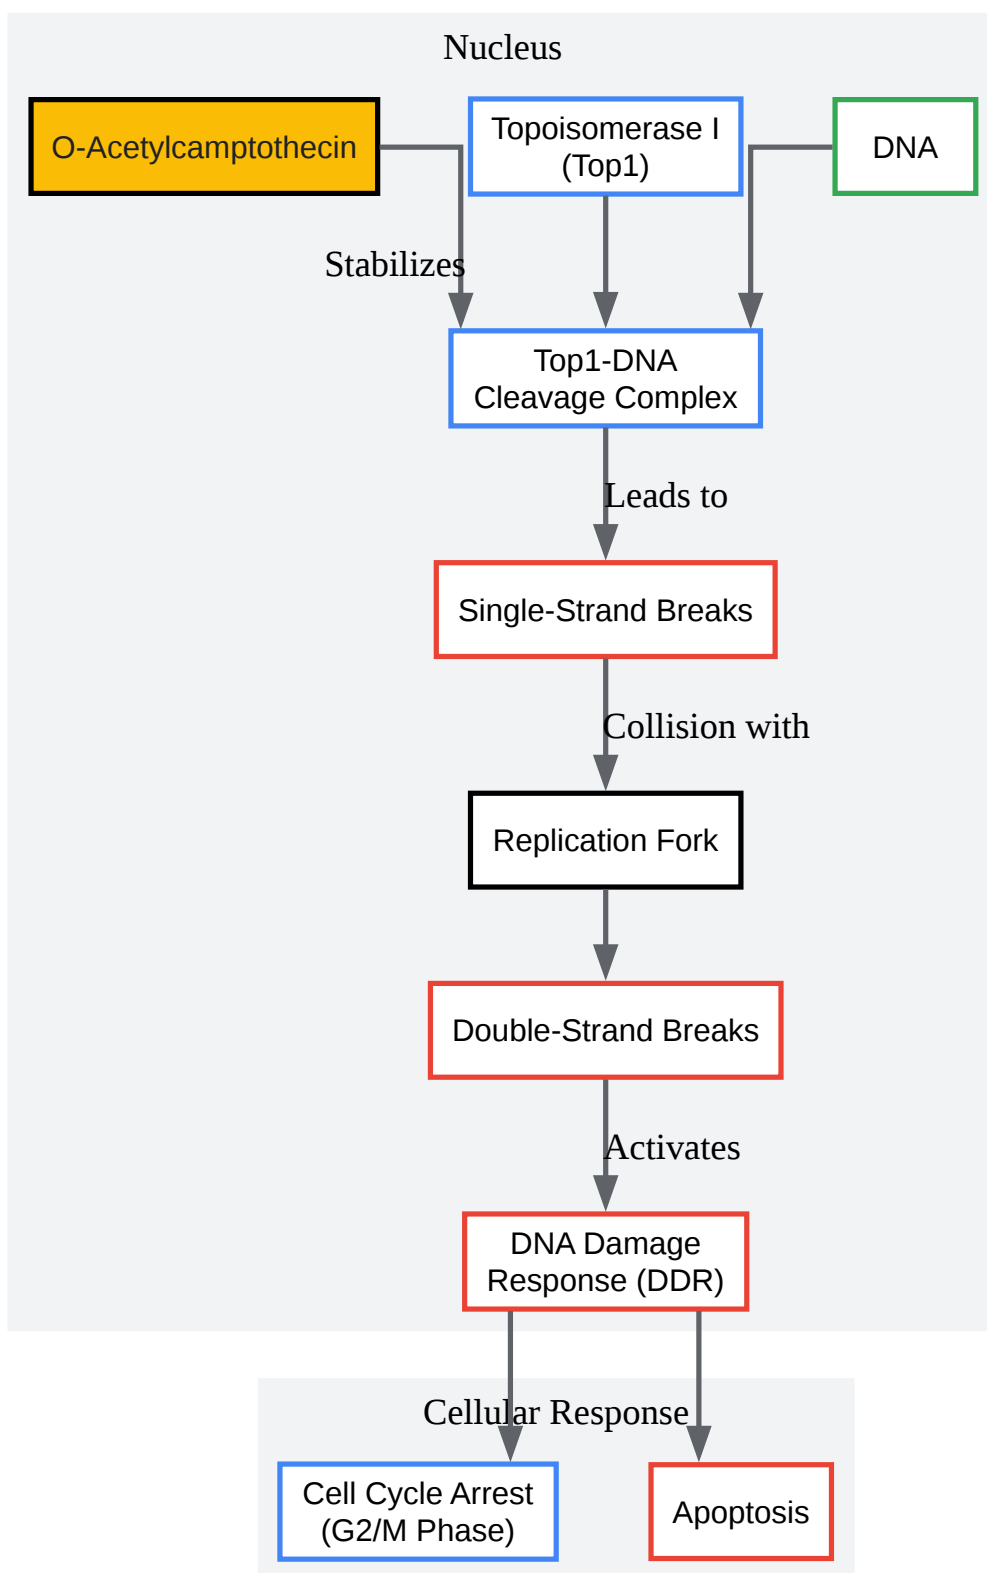 Nucleus
O-Acetylcamptothecin
Topoisomerase I
(Top1)
DNA
Stabilizes
Top1-DNA
Cleavage Complex
Leads to
Single-Strand Breaks
Collision with
Replication Fork
Double-Strand Breaks
Activates
DNA Damage
Response (DDR)
Cellular Response
Cell Cycle Arrest
(G2/M Phase)
Apoptosis